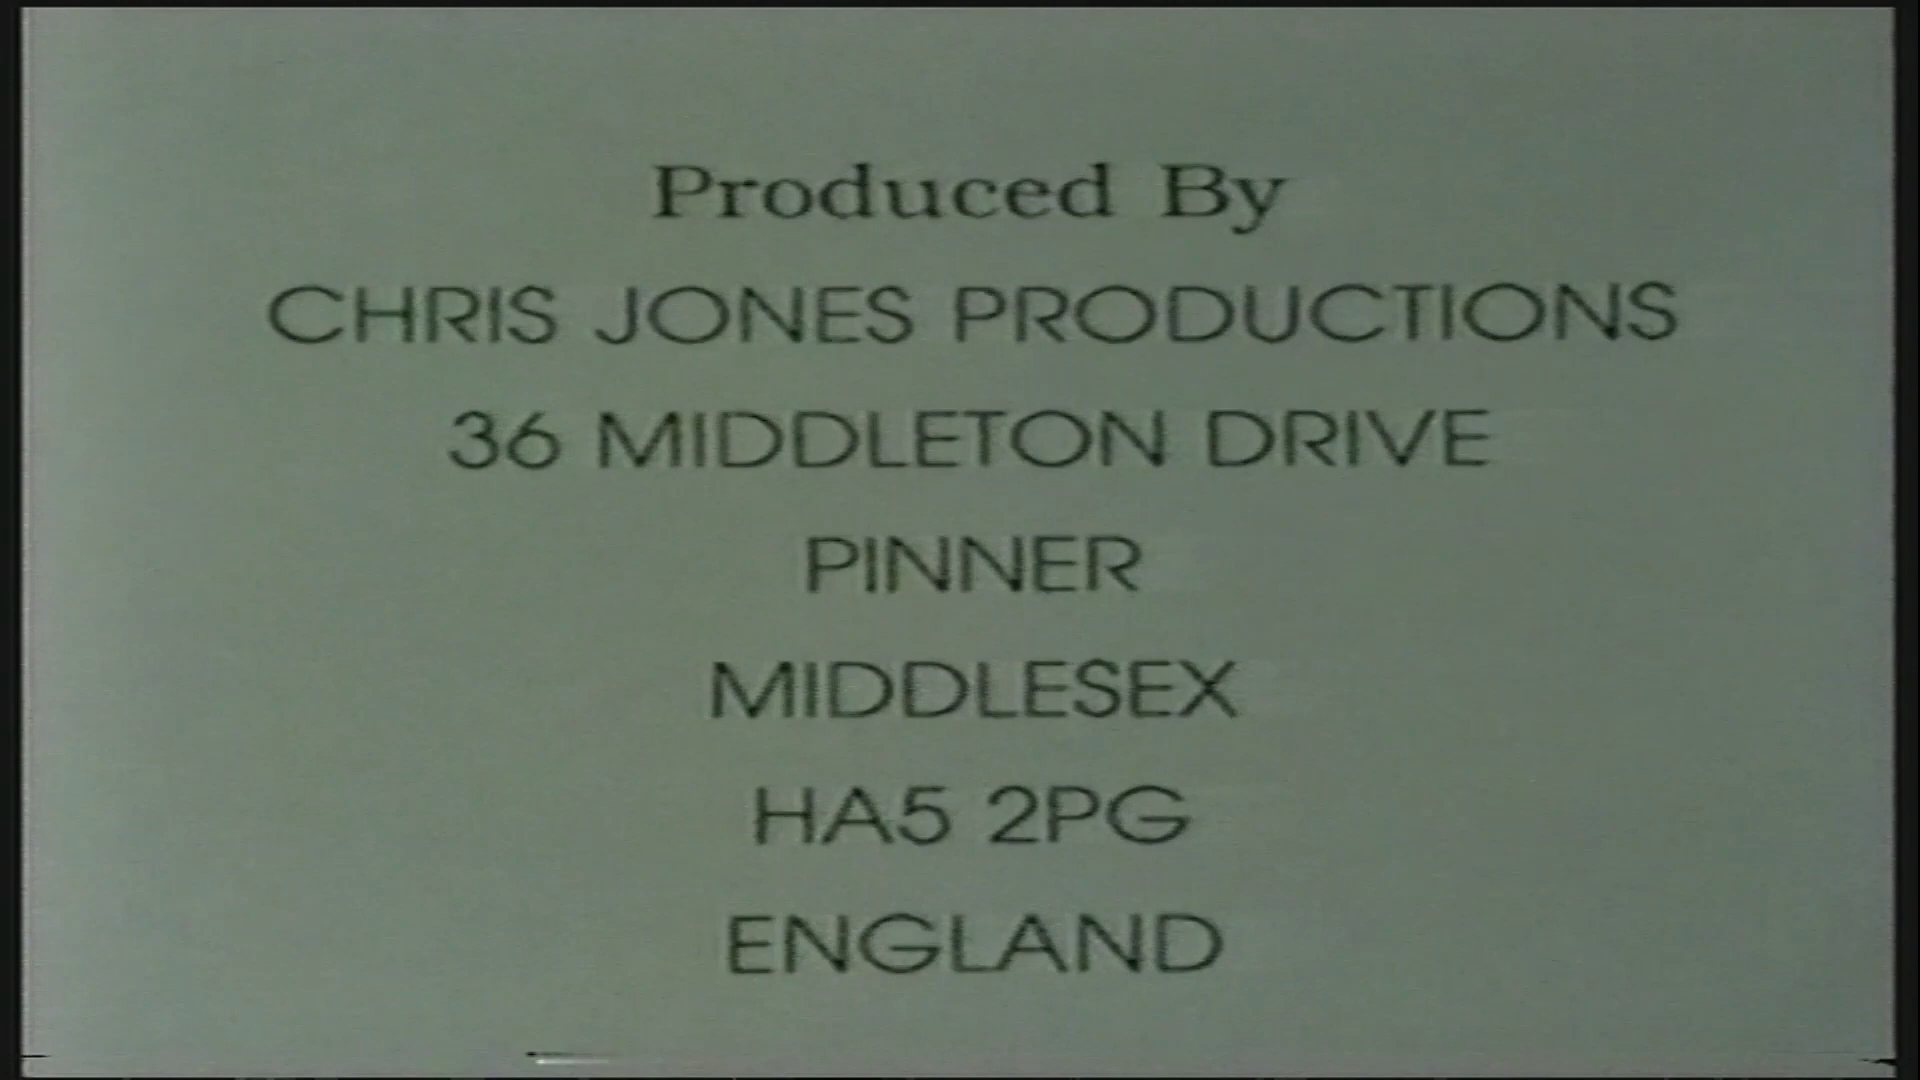 Produced By
CHRIS JONES PRODUCTIONS
36 MIDDLETON DRIVE
PINNER
MIDDLESEX
HA5 2PG
ENGLAND